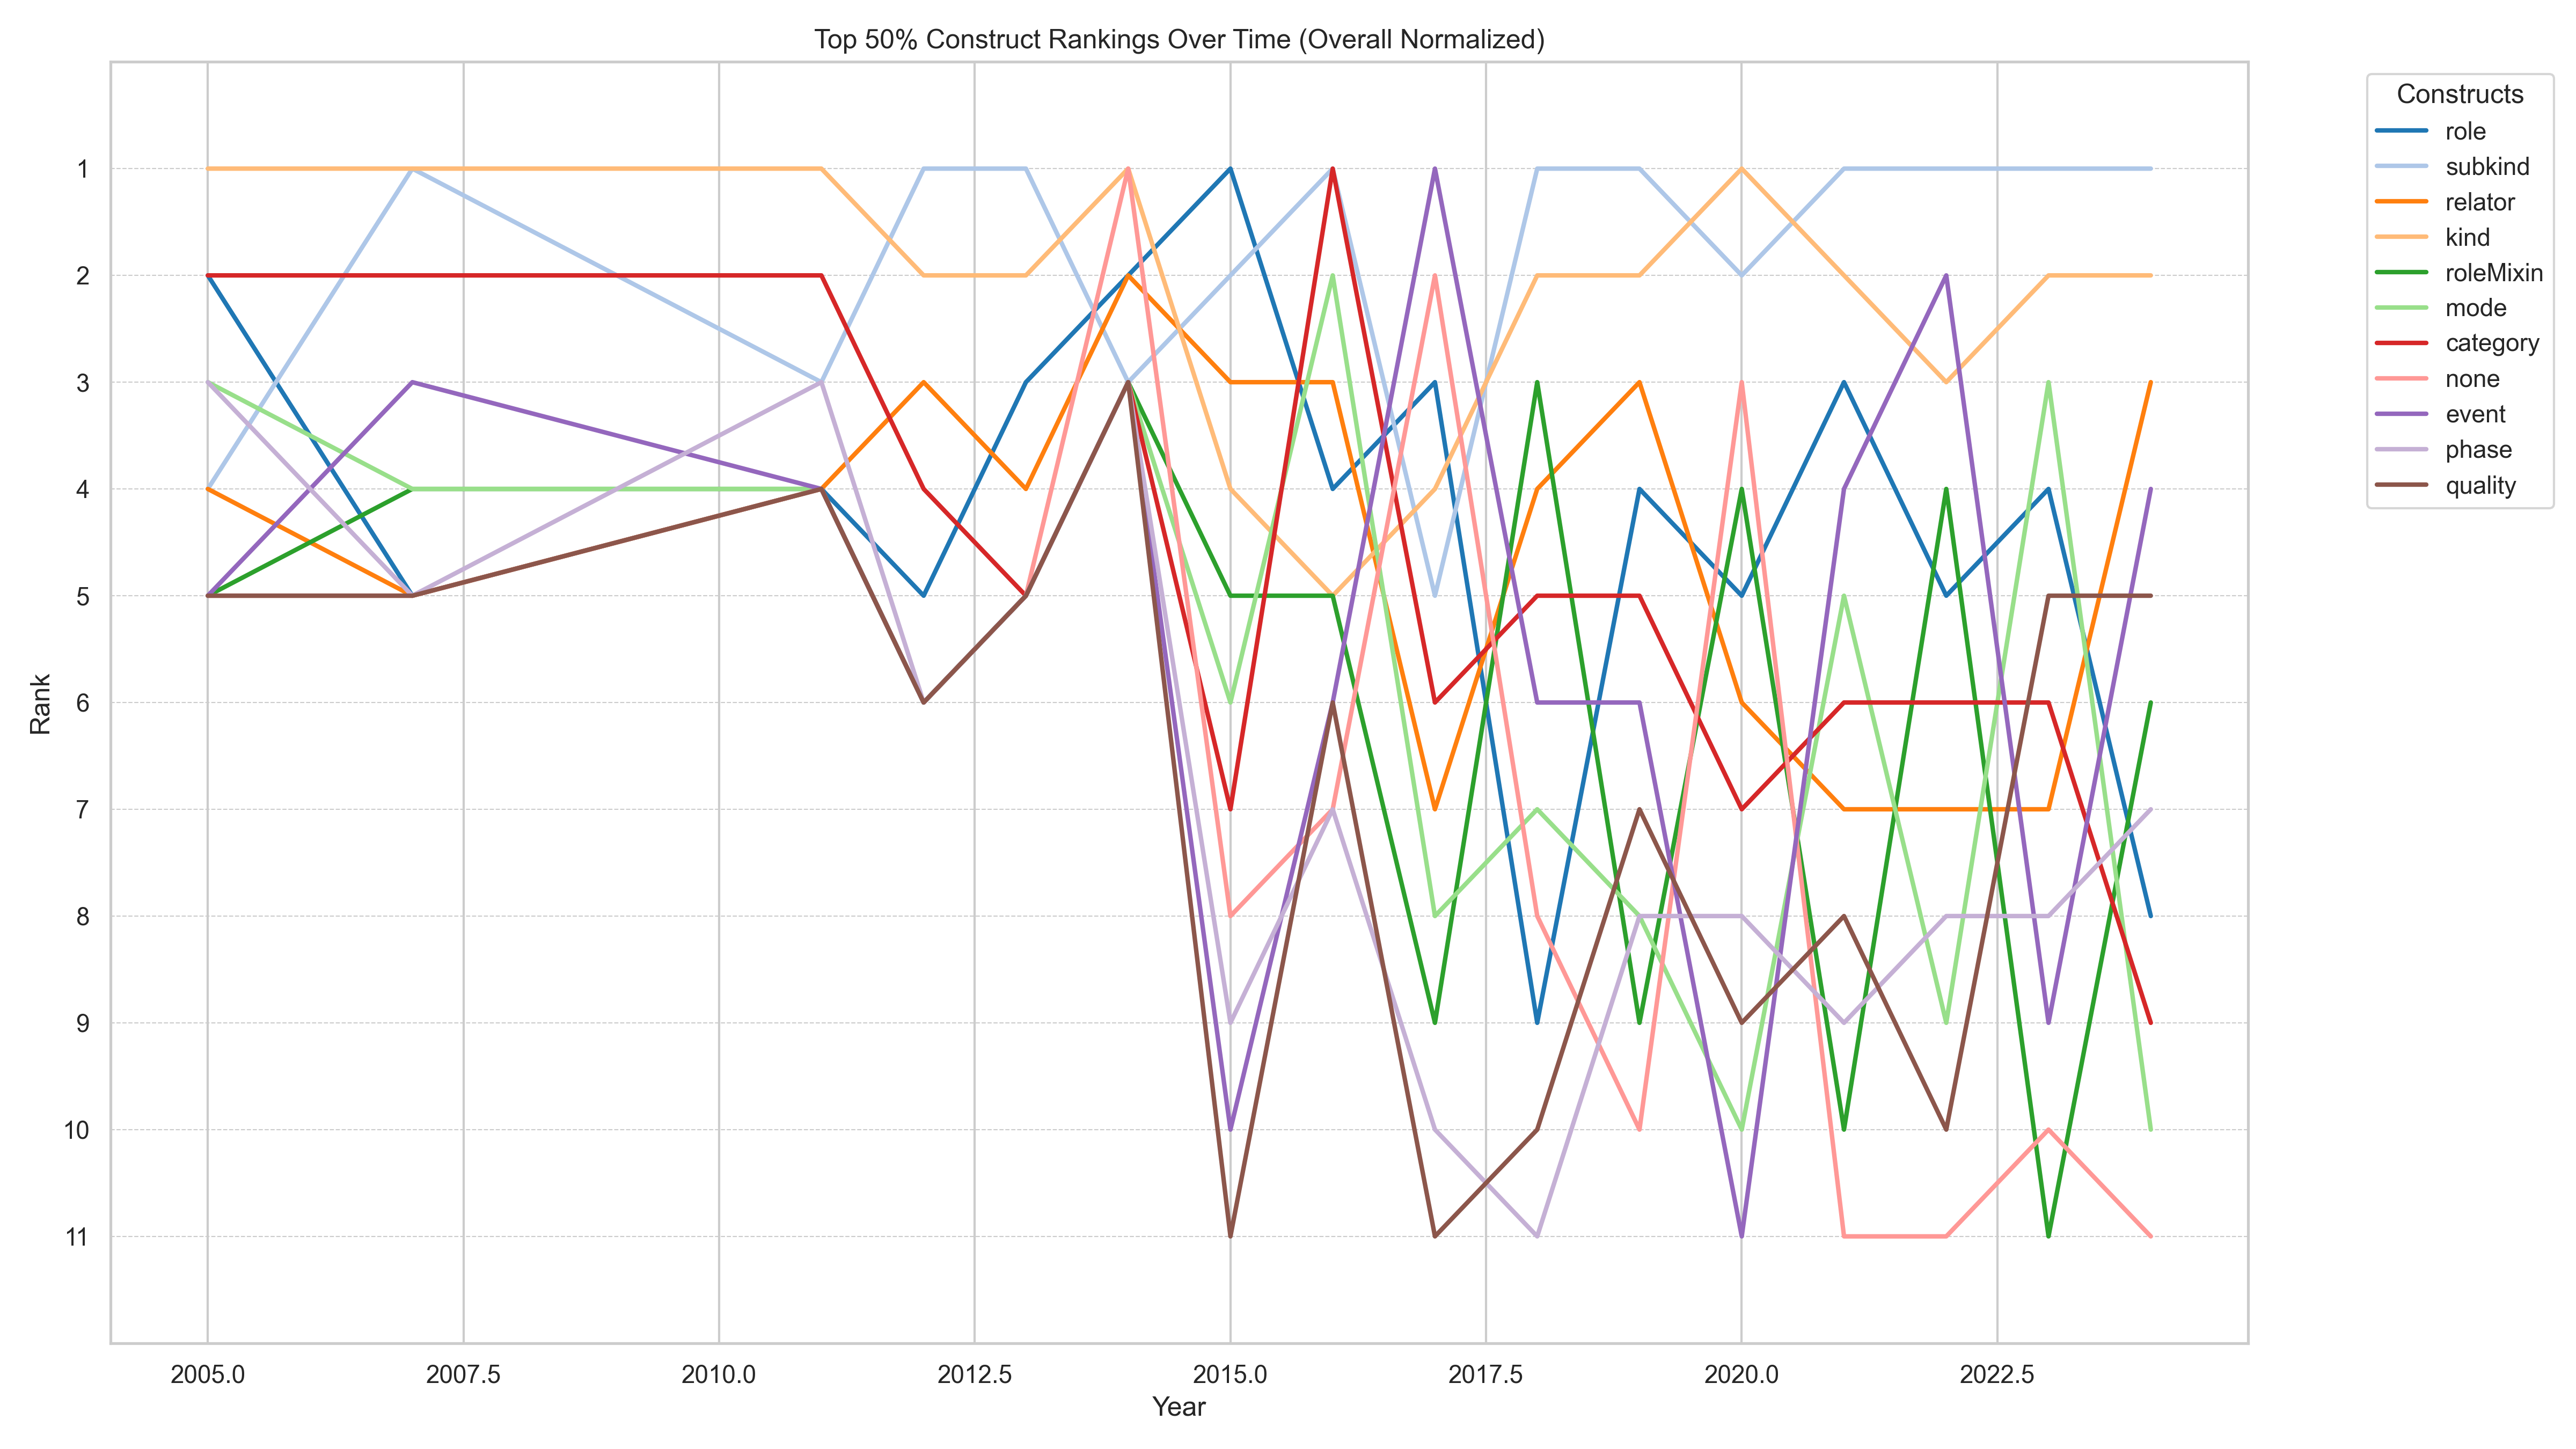 Top 50% Construct Rankings Over Time (Overall Normalized)
Constructs
role
subkind
relator
kind
roleMixin
mode
category
none
event
phase
quality
Rank
1
2
3
4
5
6
7
8
9
10
11
2005.0 2007.5 2010.0 2012.5 2015.0 2017.5 2020.0 2022.5
Year